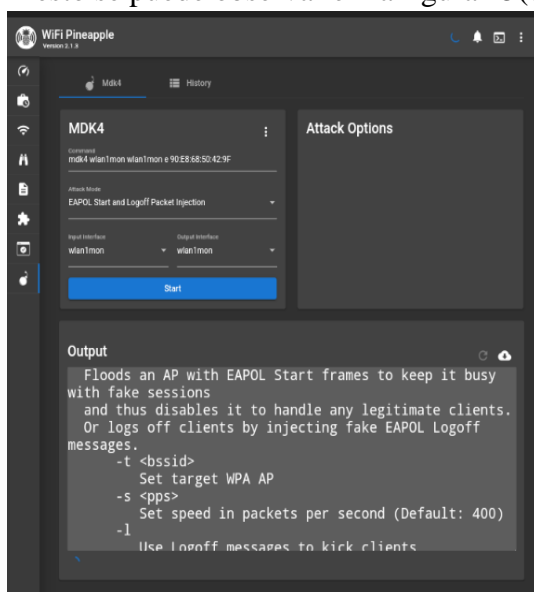 WiFi Pineapple
Version 2.1.3
Mdk4
History
MDK4
Command
mdk4 wlan1mon wlan1mon e 90:E8:68:50:42:9F
Attack Mode
EAPOL Start and Logoff Packet Injection
Input Interface
Output Interface
wlan1mon
wlan1mon
Start
Attack Options
Output
Floods an AP with EAPOL Start frames to keep it busy
with fake sessions
and thus disables it to handle any legitimate clients.
Or logs off clients by injecting fake EAPOL Logoff
messages.
-t <bssid>
Set target WPA AP
-s <pps>
Set speed in packets per second (Default: 400)
-l
Use Logoff messages to kick clients